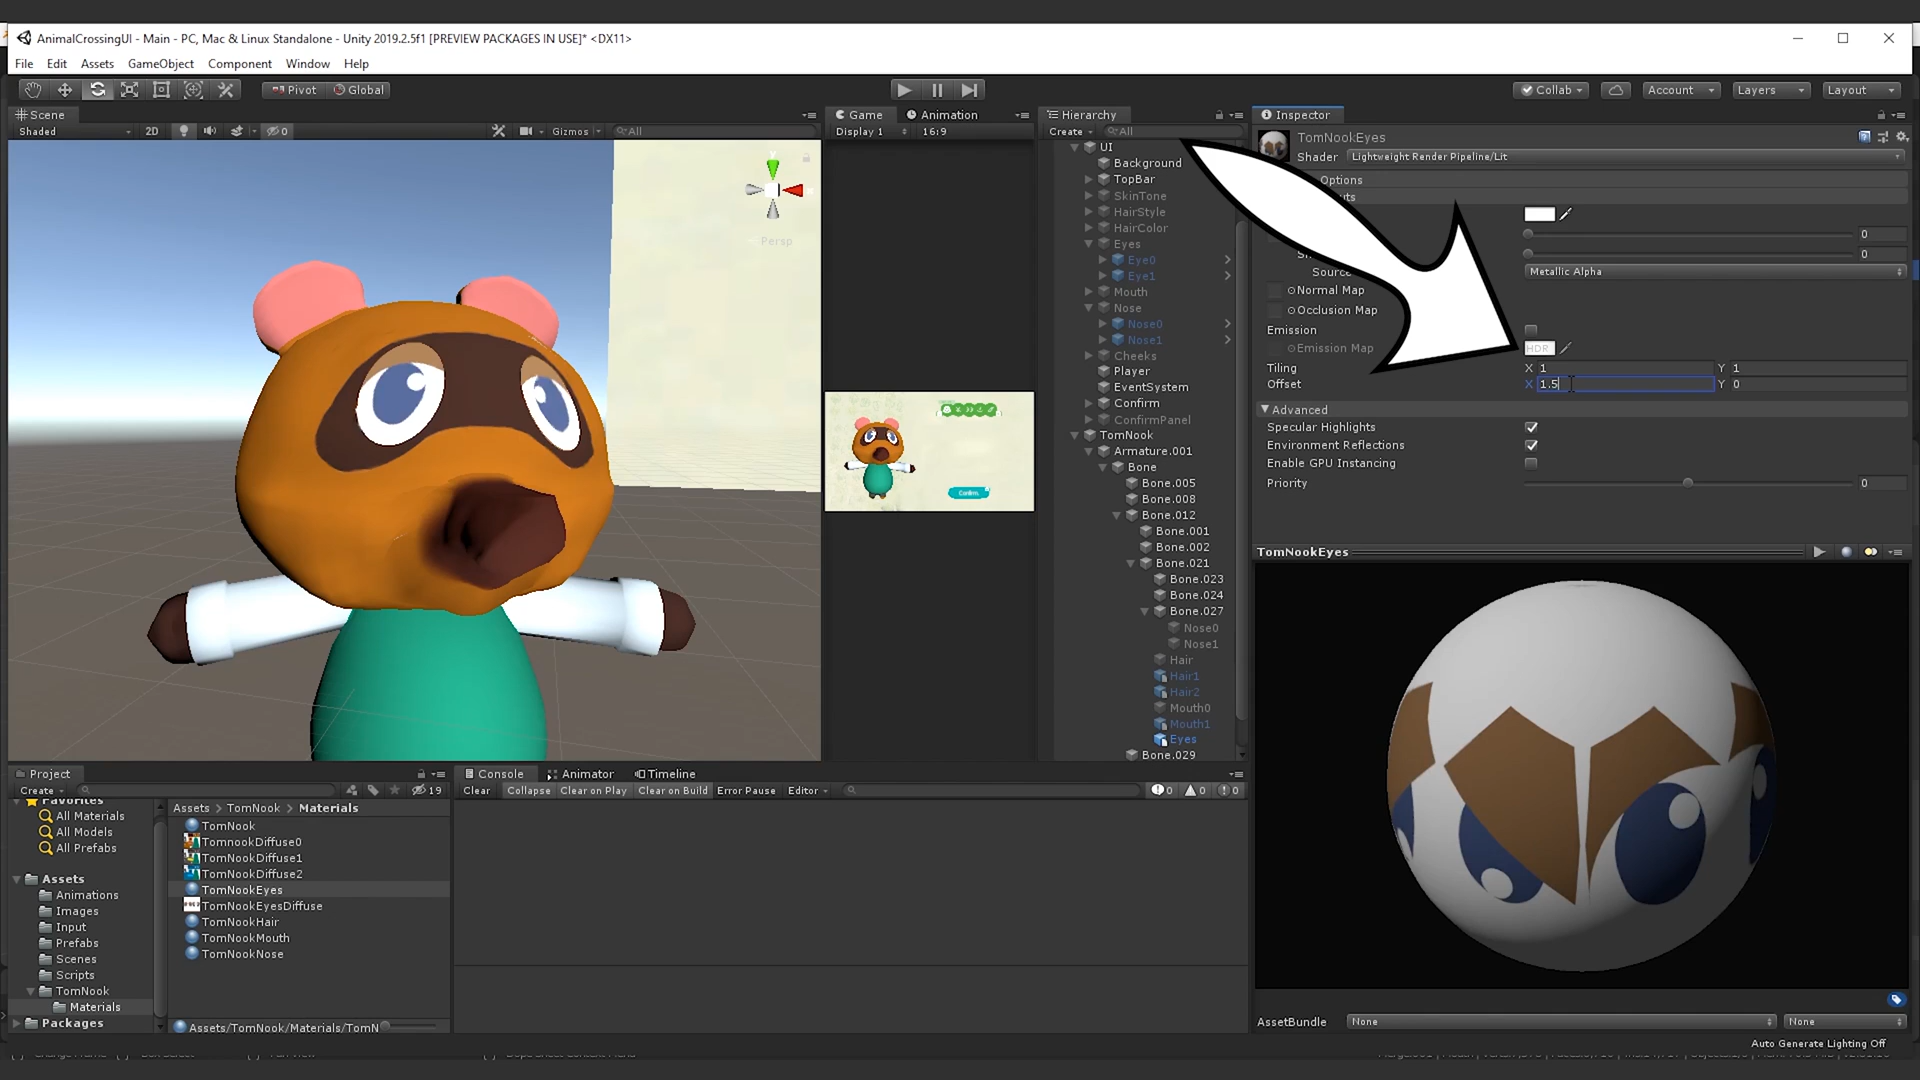 AnimalCrossingUI - Main - PC, Mac & Linux Standalone - Unity 2019.2.5f1 [PREVIEW PACKAGES IN USE]* <DX11>
File Edit Assets GameObject Component Window Help
Pivot Global Collab Account Layers Layout
Scene
Shaded 2D 0 Gizmos All
Persp
Game Animation
Display 1 16:9
Confirm
Hierarchy
Create All
UI
Background
TopBar
SkinTone
HairStyle
HairColor
Eyes
Eye0
Eye1
Mouth
Nose
Nose0
Nose1
Cheeks
Player
EventSystem
Confirm
ConfirmPanel
TomNook
Armature.001
Bone
Bone.005
Bone.008
Bone.012
Bone.001
Bone.002
Bone.021
Bone.023
Bone.024
Bone.027
Nose0
Nose1
Hair
Hair1
Hair2
Mouth0
Mouth1
Eyes
Bone.029
Inspector
TomNookEyes
Shader Lightweight Render Pipeline/Lit
Options
0
0
Source Metallic Alpha
Normal Map
Occlusion Map
Emission
Emission Map HDR
Tiling X 1 Y 1
Offset X 1.5 Y 0
Advanced
Specular Highlights
Environment Reflections
Enable GPU Instancing
Priority 0
TomNookEyes
AssetBundle None None
Auto Generate Lighting Off
Project
Create 19
Favorites
All Materials
All Models
All Prefabs
Assets
Animations
Images
Input
Prefabs
Scenes
Scripts
TomNook
Materials
Packages
Assets > TomNook > Materials
TomNook
TomnookDiffuse0
TomNookDiffuse1
TomNookDiffuse2
TomNookEyes
TomNookEyesDiffuse
TomNookHair
TomNookMouth
TomNookNose
Assets/TomNook/Materials/TomN
Console Animator Timeline
Clear Collapse Clear on Play Clear on Build Error Pause Editor 0 0 0